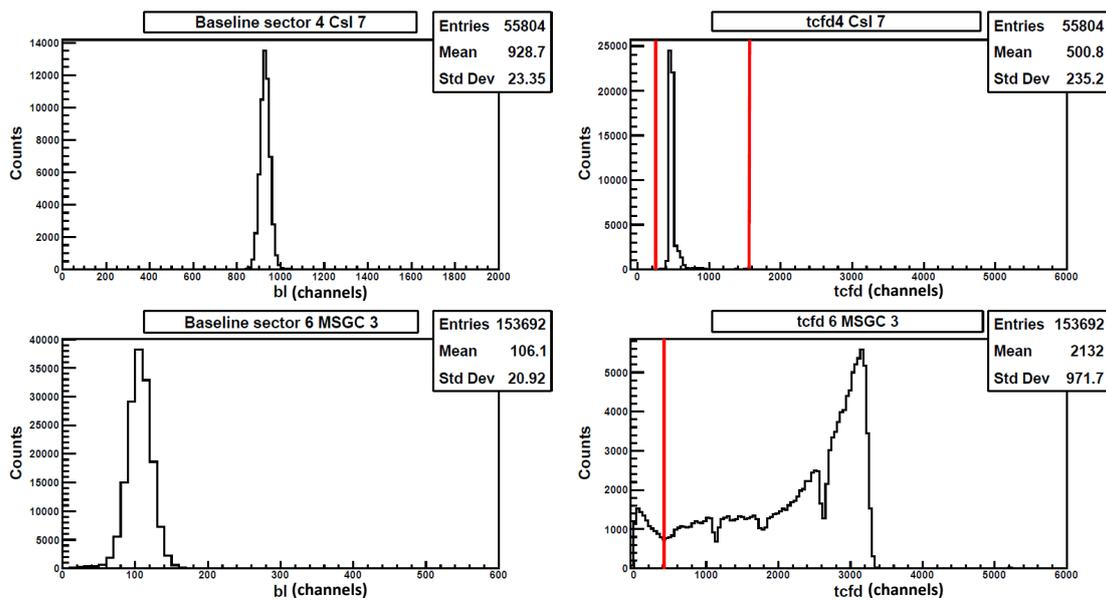 Baseline sector 4 CsI 7
Entries 55804
Mean 928.7
Std Dev 23.35
Counts
14000
12000
10000
8000
6000
4000
2000
0
0 200 400 600 800 1000 1200 1400 1600 1800 2000
bl (channels)
tcfd4 CsI 7
Entries 55804
Mean 500.8
Std Dev 235.2
Counts
25000
20000
15000
10000
5000
0
0 1000 2000 3000 4000 5000 6000
tcfd (channels)
Baseline sector 6 MSGC 3
Entries 153692
Mean 106.1
Std Dev 20.92
Counts
40000
35000
30000
25000
20000
15000
10000
5000
0
0 100 200 300 400 500 600
bl (channels)
tcfd 6 MSGC 3
Entries 153692
Mean 2132
Std Dev 971.7
Counts
5000
4000
3000
2000
1000
0
0 1000 2000 3000 4000 5000 6000
tcfd (channels)